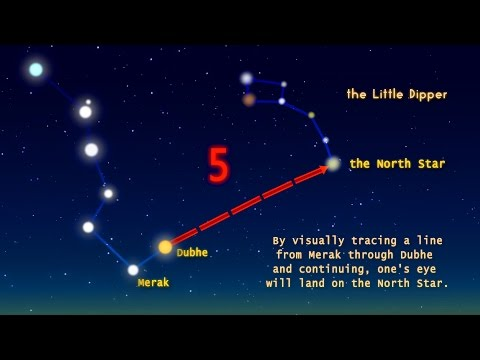 the Little Dipper
5
the North Star
Dubhe
Merak
By visually tracing a line
from Merak through Dubhe
and continuing, one's eye
will land on the North Star.